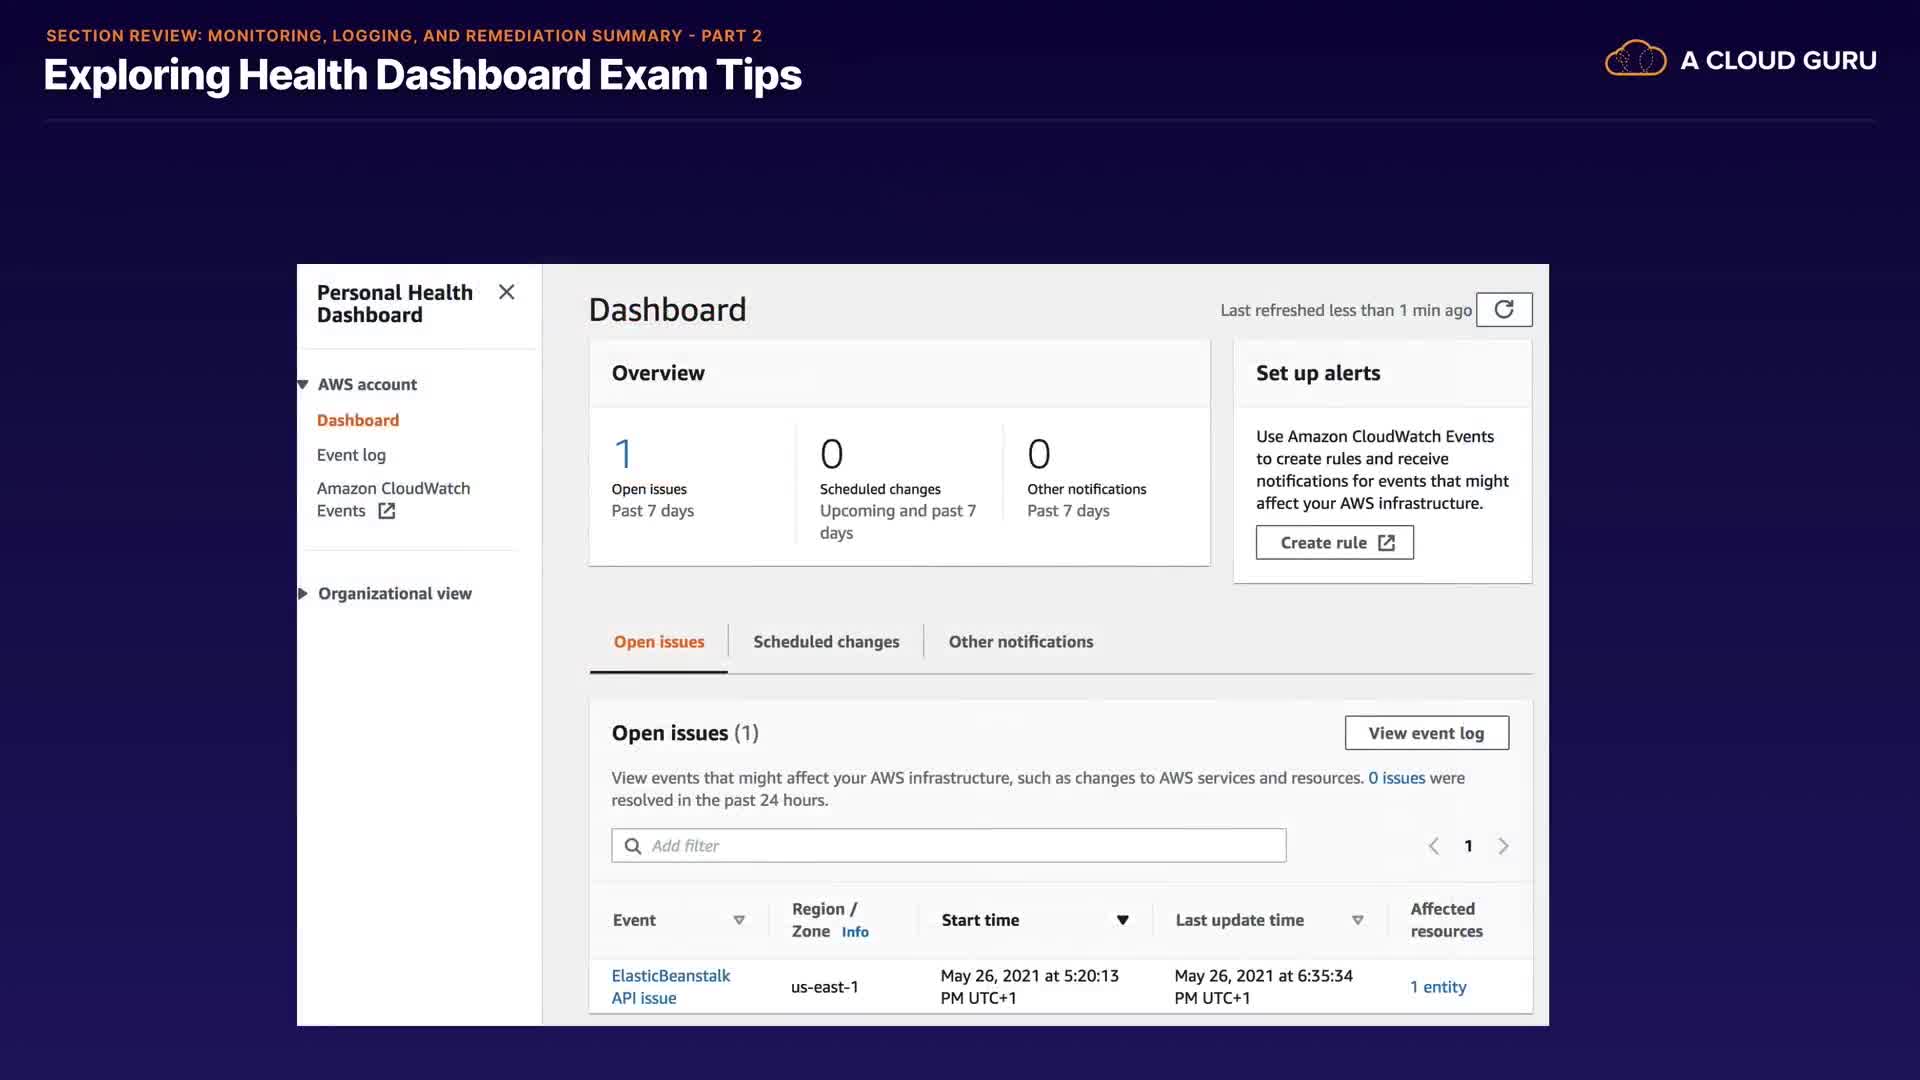 SECTION REVIEW: MONITORING, LOGGING, AND REMEDIATION SUMMARY - PART 2
Exploring Health Dashboard Exam Tips
A CLOUD GURU
Personal Health
Dashboard
AWS account
Dashboard
Event log
Amazon CloudWatch
Events
Organizational view
Dashboard
Last refreshed less than 1 min ago
Overview
1
Open issues
Past 7 days
0
Scheduled changes
Upcoming and past 7
days
0
Other notifications
Past 7 days
Set up alerts
Use Amazon CloudWatch Events
to create rules and receive
notifications for events that might
affect your AWS infrastructure.
Create rule
Open issues
Scheduled changes
Other notifications
Open issues (1)
View event log
View events that might affect your AWS infrastructure, such as changes to AWS services and resources. 0 issues were
resolved in the past 24 hours.
Add filter
1
Event
Region /
Zone Info
Start time
Last update time
Affected
resources
ElasticBeanstalk
API issue
us-east-1
May 26, 2021 at 5:20:13
PM UTC+1
May 26, 2021 at 6:35:34
PM UTC+1
1 entity